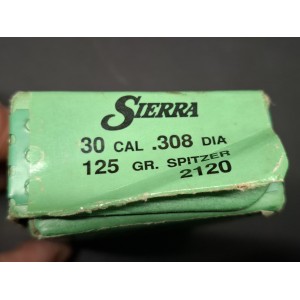 SIERRA
30 CAL .308 DIA
125 GR. SPITZER
2120